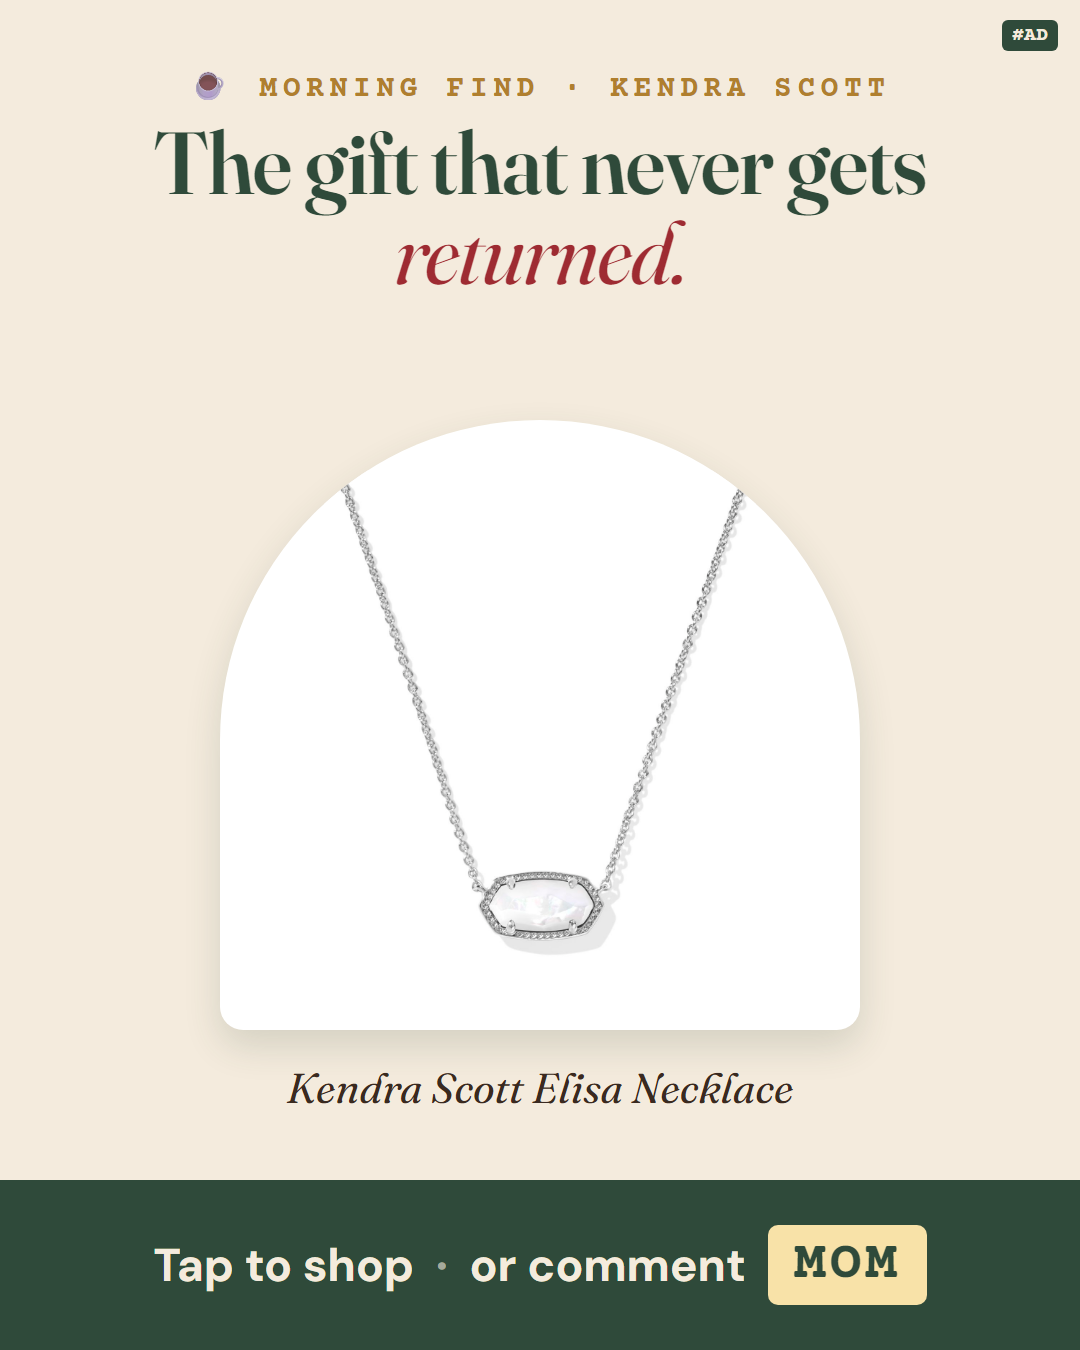 #AD
MORNING FIND · KENDRA SCOTT
The gift that never gets
returned.
Kendra Scott Elisa Necklace
Tap to shop · or comment MOM